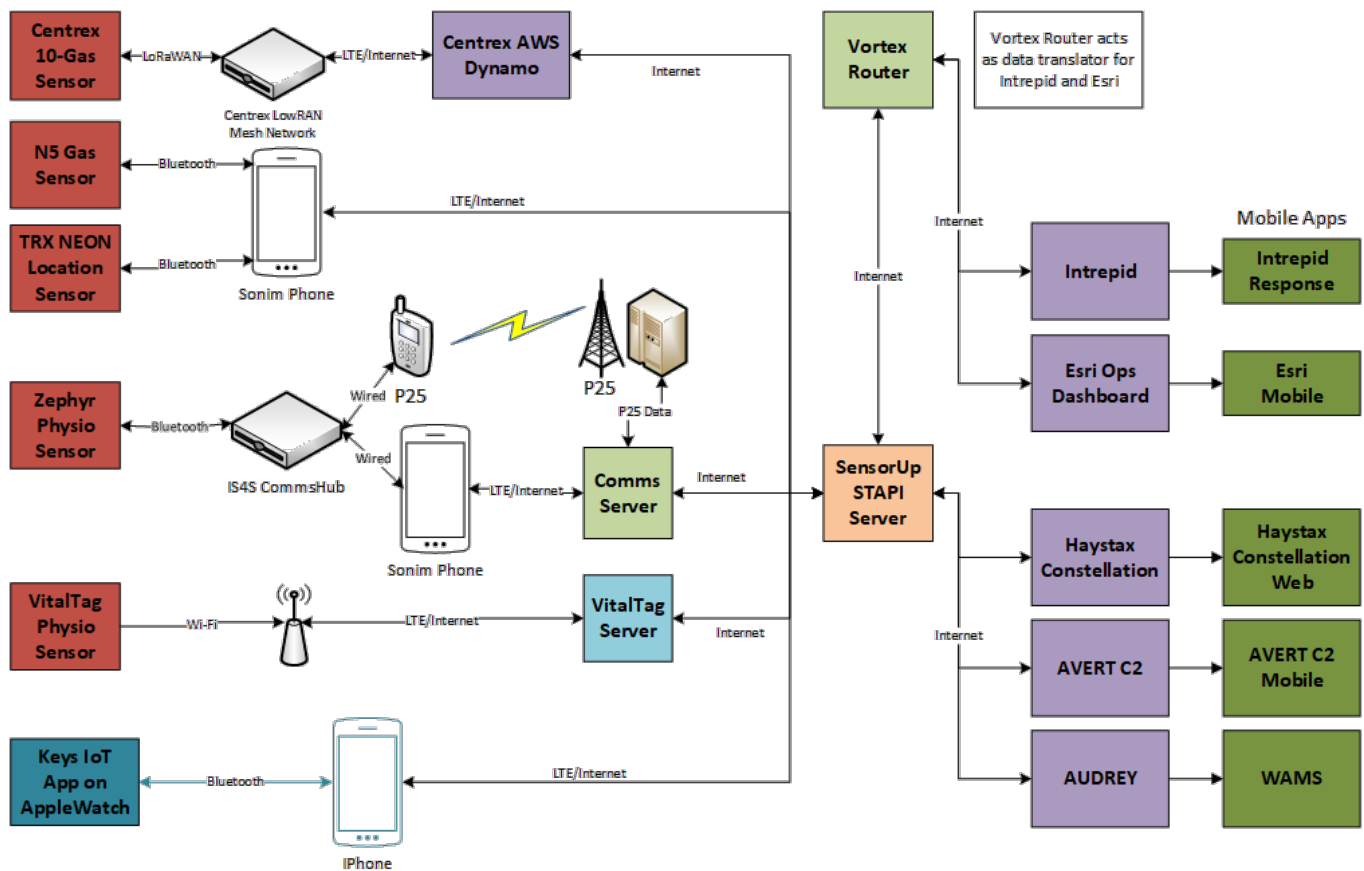 Centrex
10-Gas
Sensor
LoRaWAN
Centrex LowRAN
Mesh Network
LTE/Internet
Centrex AWS
Dynamo
Internet
Vortex
Router
Vortex Router acts
as data translator for
Intrepid and Esri
N5 Gas
Sensor
Bluetooth
TRX NEON
Location
Sensor
Bluetooth
Sonim Phone
LTE/Internet
Internet
Internet
Mobile Apps
Intrepid
Intrepid
Response
Esri Ops
Dashboard
Esri
Mobile
P25
P25
P25 Data
Zephyr
Physio
Sensor
Bluetooth
IS4S CommsHub
Wired
Wired
Sonim Phone
LTE/Internet
Comms
Server
Internet
SensorUp
STAPI
Server
Internet
Haystax
Constellation
Haystax
Constellation
Web
VitalTag
Physio
Sensor
Wi-Fi
LTE/Internet
VitalTag
Server
Internet
AVERT C2
AVERT C2
Mobile
Keys IoT
App on
AppleWatch
Bluetooth
IPhone
LTE/Internet
AUDREY
WAMS